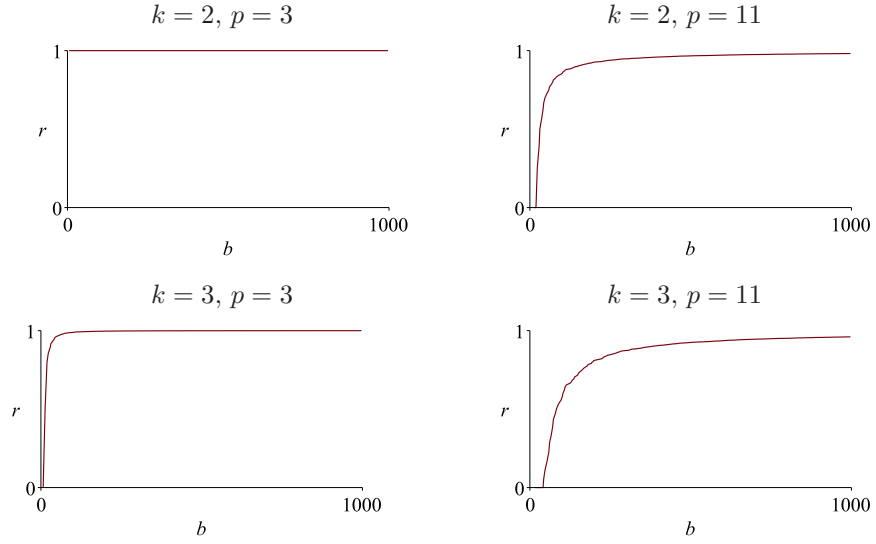 k = 2, p = 3
1
r
0
0
1000
b
k = 2, p = 11
1
r
0
0
1000
b
k = 3, p = 3
1
r
0
0
1000
b
k = 3, p = 11
1
r
0
0
1000
b